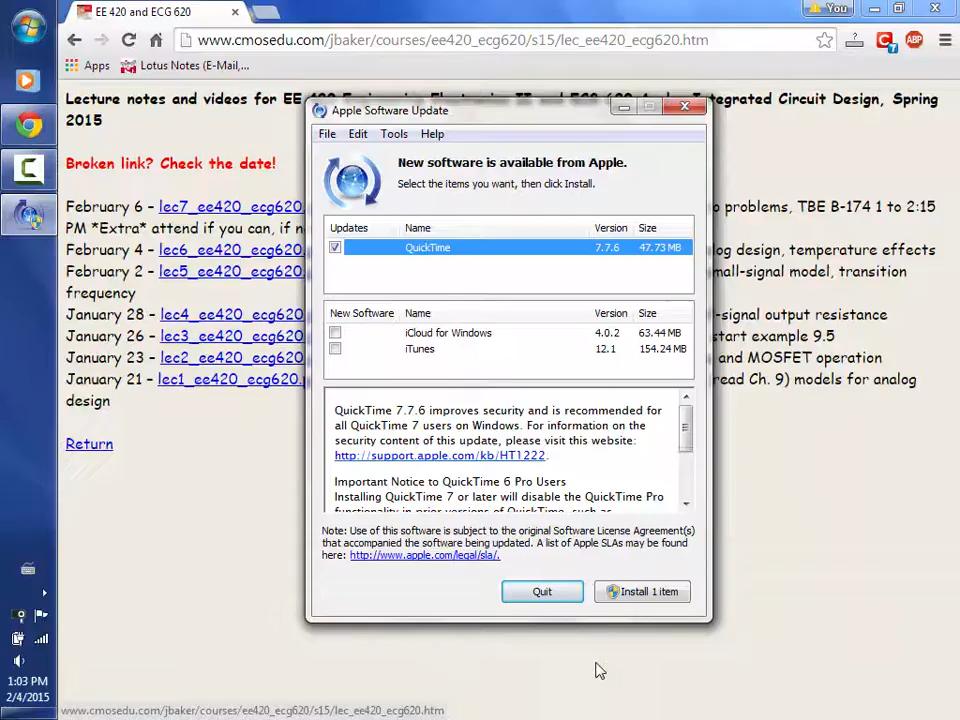 EE 420 and ECG 620
You
www.cmosedu.com/jbaker/courses/ee420_ecg620/s15/lec_ee420_ecg620.htm
7
ABP
Apps
Lotus Notes (E-Mail,...
Lecture notes and videos for EE 420 Integrated Circuit Design, Spring
2015
Broken link? Check the date!
February 6 – lec7_ee420_ecg620. problems, TBE B-174 1 to 2:15
PM *Extra* attend if you can, if
February 4 – lec6_ee420_ecg620. design, temperature effects
February 2 – lec5_ee420_ecg620. mall-signal model, transition
frequency
January 28 – lec4_ee420_ecg620. -signal output resistance
January 26 – lec3_ee420_ecg620. start example 9.5
January 23 – lec2_ee420_ecg620. and MOSFET operation
January 21 – lec1_ee420_ecg620. read Ch. 9) models for analog
design
Return
Apple Software Update
File Edit Tools Help
New software is available from Apple.
Select the items you want, then click Install.
Updates Name Version Size
QuickTime 7.7.6 47.73 MB
New Software Name Version Size
iCloud for Windows 4.0.2 63.44 MB
iTunes 12.1 154.24 MB
QuickTime 7.7.6 improves security and is recommended for
all QuickTime 7 users on Windows. For information on the
security content of this update, please visit this website:
http://support.apple.com/kb/HT1222.
Important Notice to QuickTime 6 Pro Users
Installing QuickTime 7 or later will disable the QuickTime Pro
functionality in prior versions of QuickTime, such as
Note: Use of this software is subject to the original Software License Agreement(s)
that accompanied the software being updated. A list of Apple SLAs may be found
here: http://www.apple.com/legal/sla/.
Quit
Install 1 item
1:03 PM
2/4/2015
www.cmosedu.com/jbaker/courses/ee420_ecg620/s15/lec_ee420_ecg620.htm